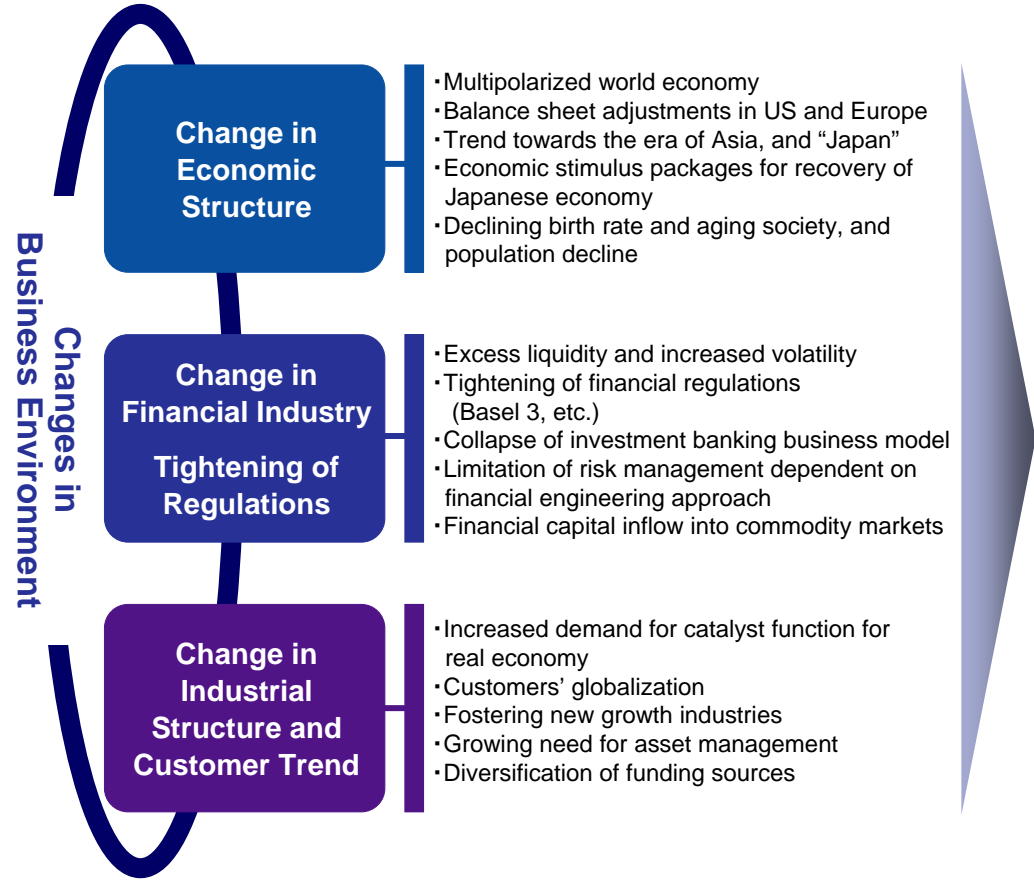 Changes in
Business Environment
Change in
Economic
Structure
・Multipolarized world economy
・Balance sheet adjustments in US and Europe
・Trend towards the era of Asia, and “Japan”
・Economic stimulus packages for recovery of
Japanese economy
・Declining birth rate and aging society, and
population decline
Change in
Financial Industry
Tightening of
Regulations
・Excess liquidity and increased volatility
・Tightening of financial regulations
(Basel 3, etc.)
・Collapse of investment banking business model
・Limitation of risk management dependent on
financial engineering approach
・Financial capital inflow into commodity markets
Change in
Industrial
Structure and
Customer Trend
・Increased demand for catalyst function for
real economy
・Customers’ globalization
・Fostering new growth industries
・Growing need for asset management
・Diversification of funding sources